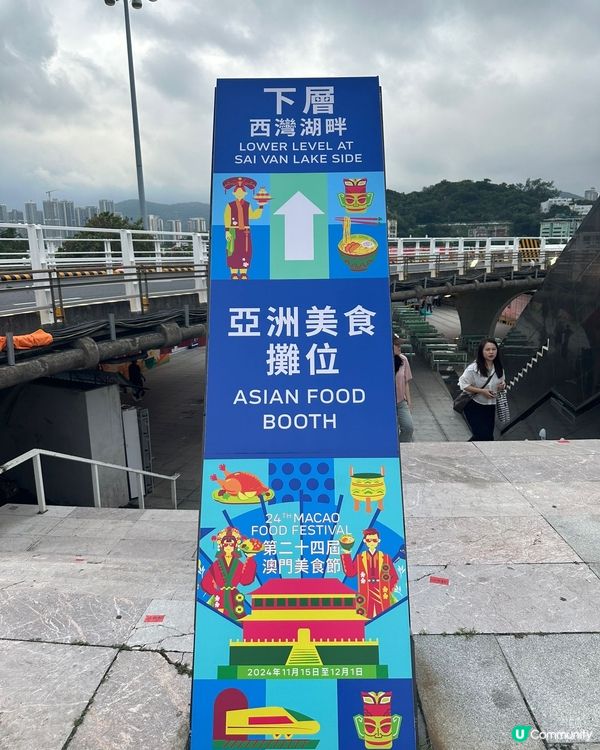 下層
西灣湖畔
LOWER LEVEL AT
SAI VAN LAKE SIDE
亞洲美食
攤位
ASIAN FOOD
BOOTH
24TH MACAO
FOOD FESTIVAL
第二十四屆
澳門美食節
2024年11月15日至12月1日
U Community